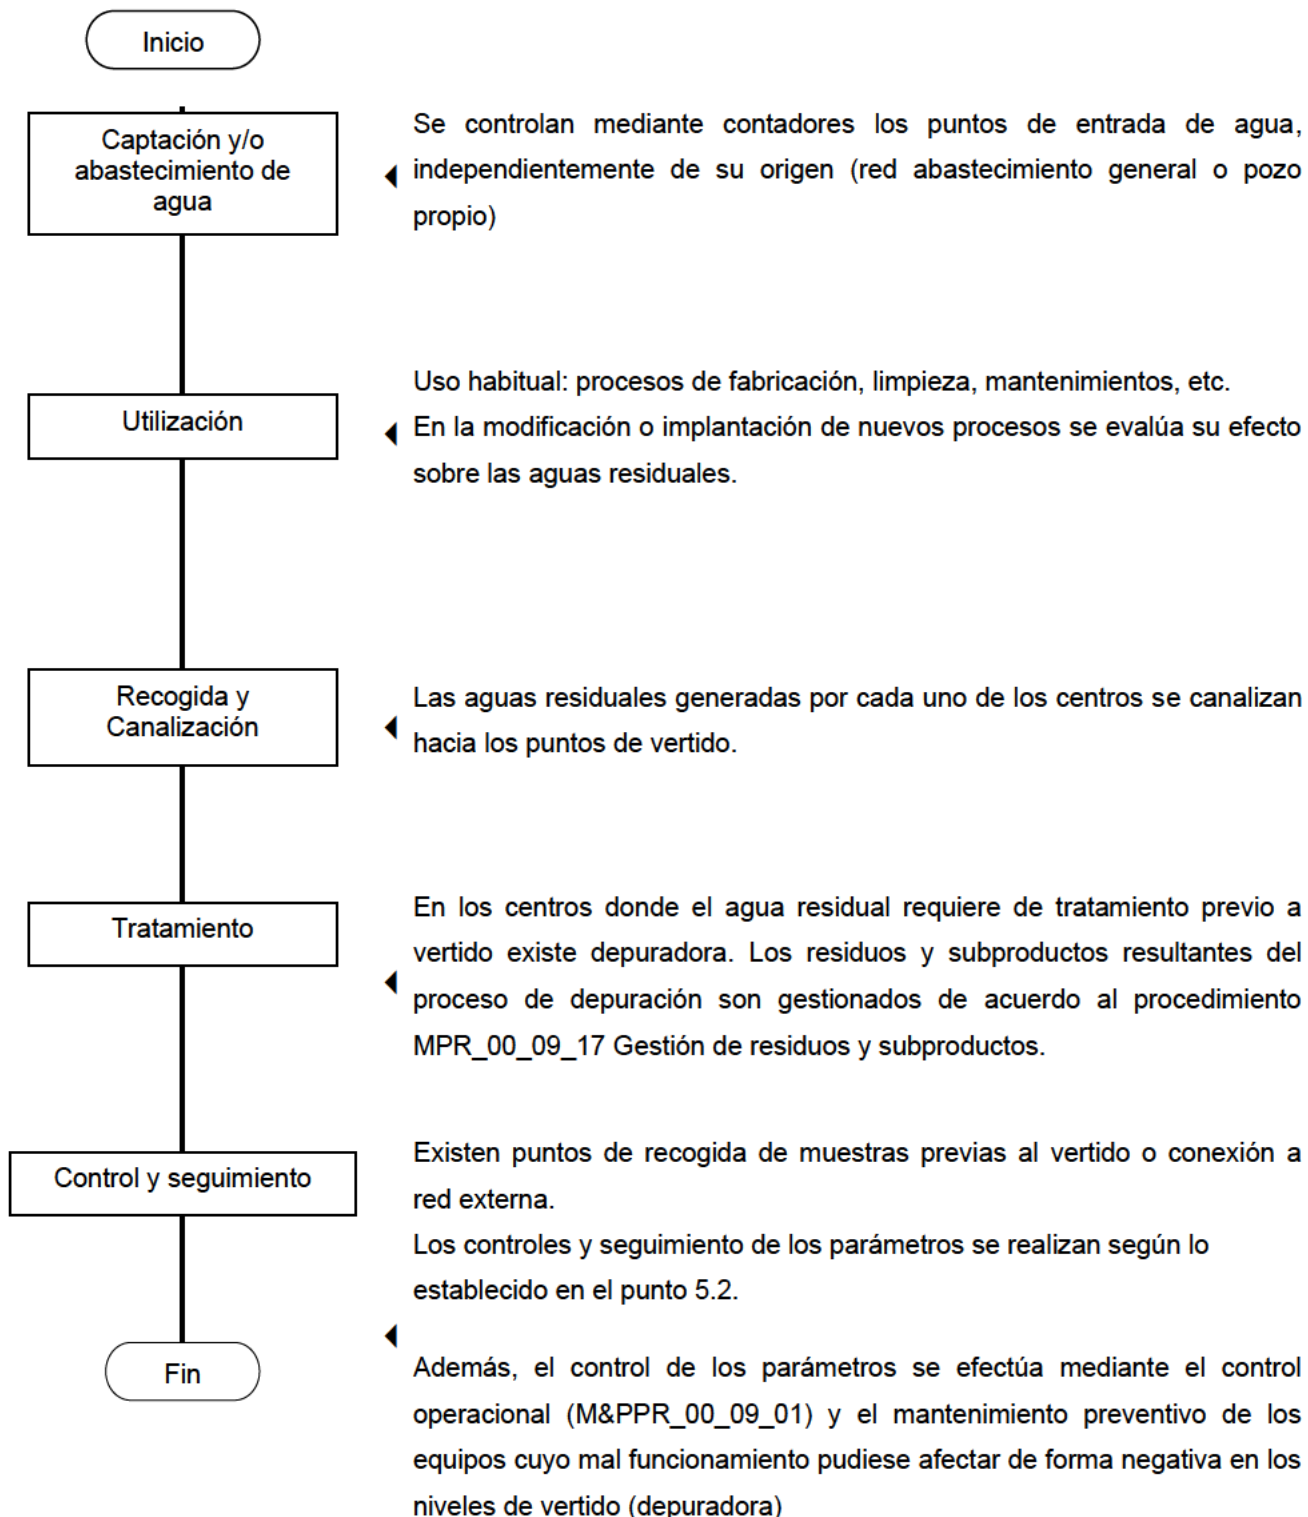 Inicio
Captación y/o
abastecimiento de
agua
Se controlan mediante contadores los puntos de entrada de agua,
independientemente de su origen (red abastecimiento general o pozo
propio)
Utilización
Uso habitual: procesos de fabricación, limpieza, mantenimientos, etc.
En la modificación o implantación de nuevos procesos se evalúa su efecto
sobre las aguas residuales.
Recogida y
Canalización
Las aguas residuales generadas por cada uno de los centros se canalizan
hacia los puntos de vertido.
Tratamiento
En los centros donde el agua residual requiere de tratamiento previo a
vertido existe depuradora. Los residuos y subproductos resultantes del
proceso de depuración son gestionados de acuerdo al procedimiento
MPR_00_09_17 Gestión de residuos y subproductos.
Control y seguimiento
Existen puntos de recogida de muestras previas al vertido o conexión a
red externa.
Los controles y seguimiento de los parámetros se realizan según lo
establecido en el punto 5.2.
Fin
Además, el control de los parámetros se efectúa mediante el control
operacional (M&PPR_00_09_01) y el mantenimiento preventivo de los
equipos cuyo mal funcionamiento pudiese afectar de forma negativa en los
niveles de vertido (depuradora)